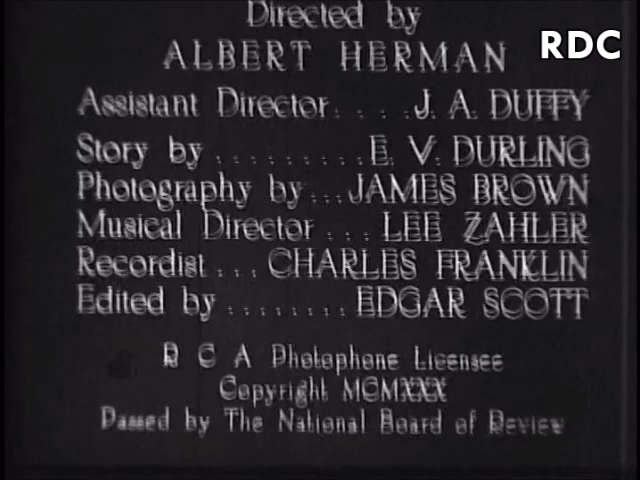 Directed by
RDC
ALBERT HERMAN
Assistant Director. . . . J. A. DUFFY
Story by . . . . . . . . . E. V. DURLING
Photography by ... JAMES BROWN
Musical Director . . . LEE ZAHLER
Recordist . . . CHARLES FRANKLIN
Edited by . . . . . . . . EDGAR SCOTT
R C A Photophone Licensee
Copyright MCMXXX
Passed by The National Board of Review